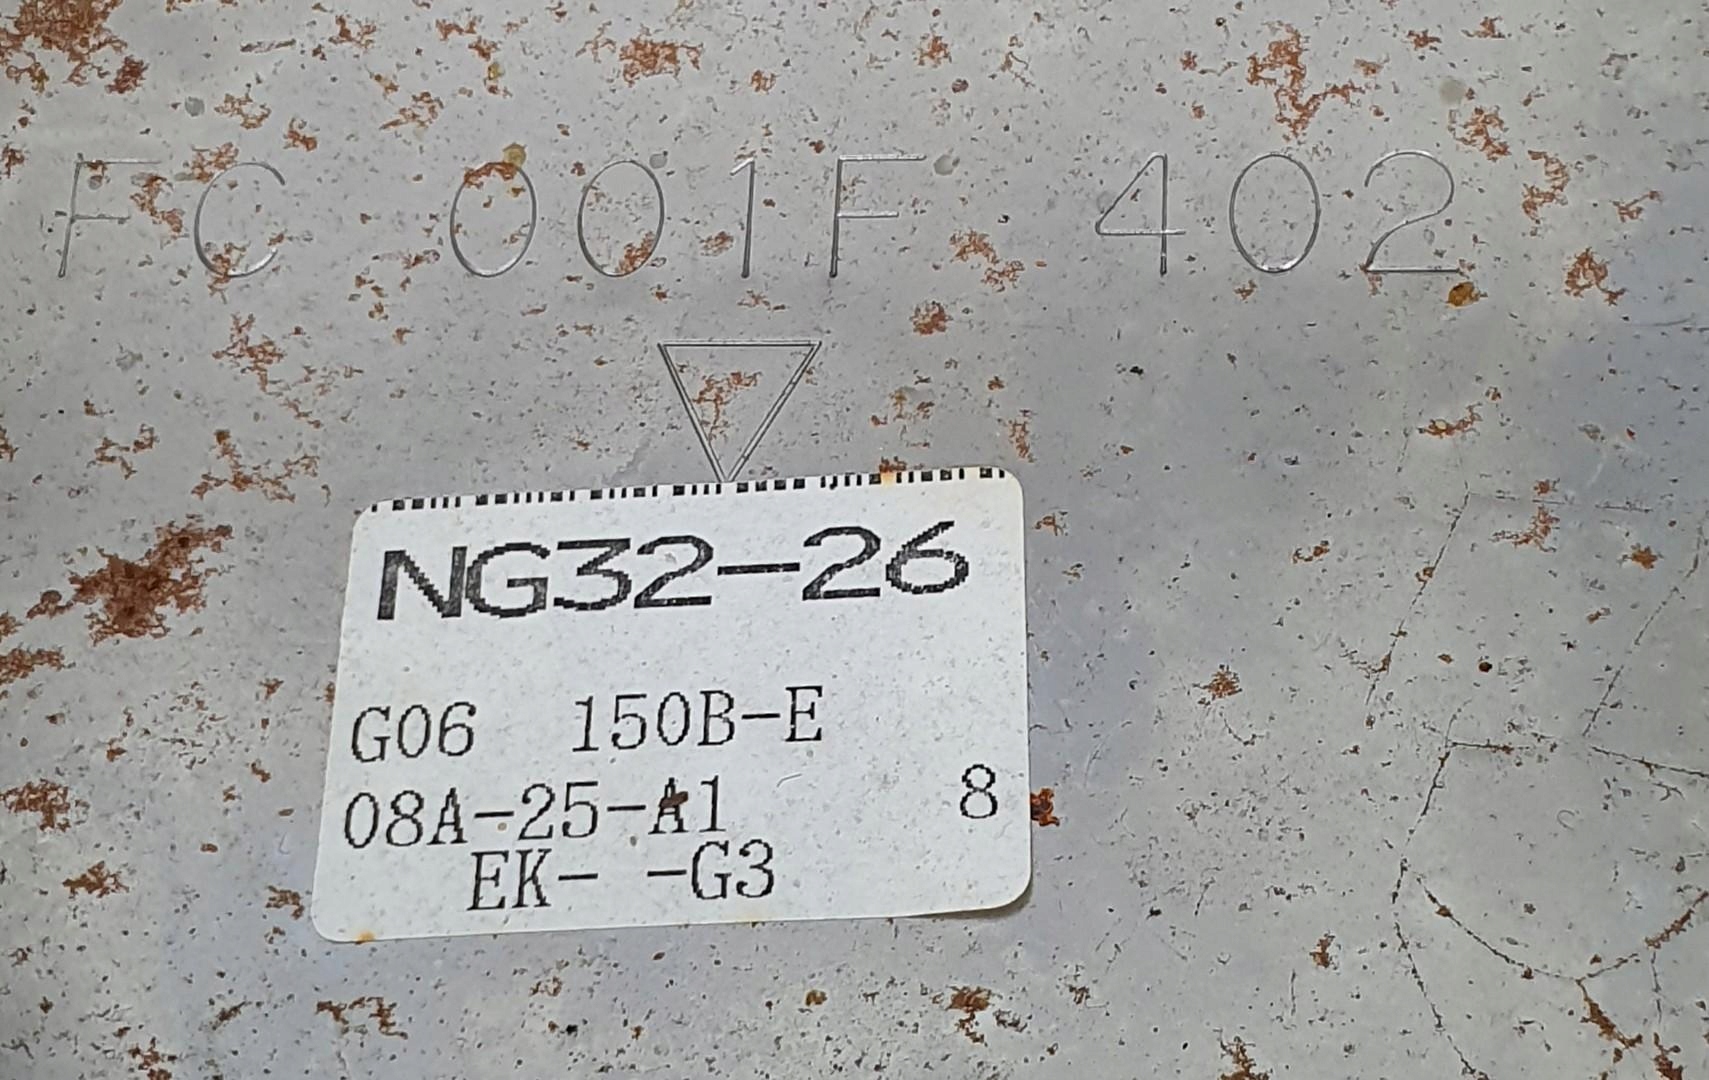 FC 001F 402
NG32-26
G06 150B-E
08A-25-A1 8
EK- -G3